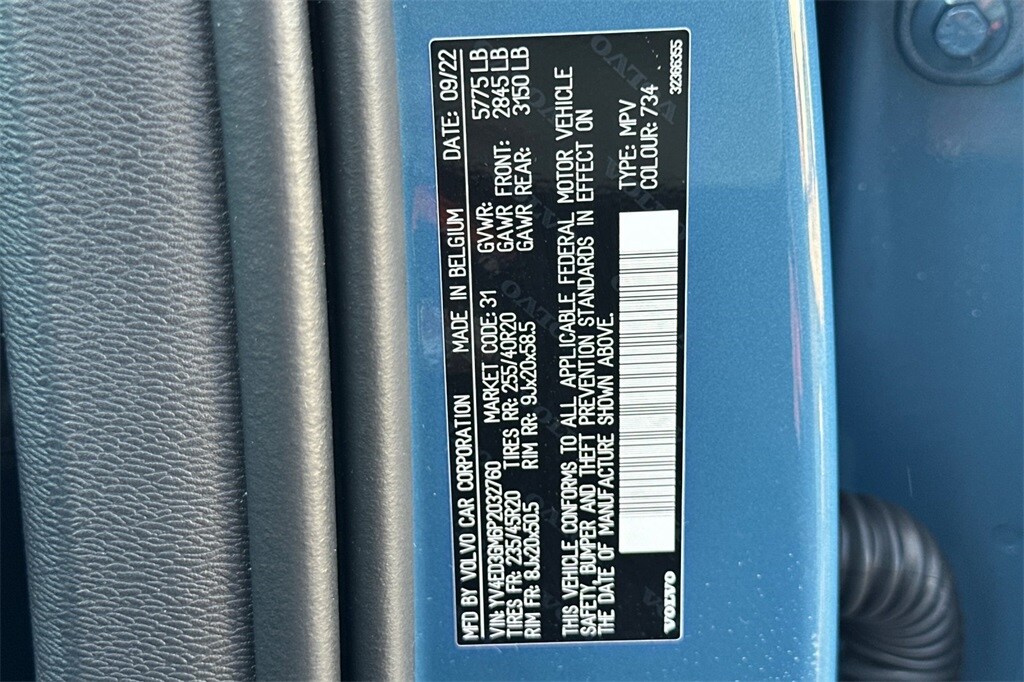 MFD BY VOLVO CAR CORPORATION MADE IN BELGIUM DATE: 09/22
VIN: YV4ED3GM6P2032760 MARKET CODE: 31 GVWR: 5775 LB
TIRES FR: 235/45R20 TIRES RR: 255/40R20 GAWR FRONT: 2845 LB
RIM FR: 8Jx20x50.5 RIM RR: 9Jx20x58.5 GAWR REAR: 3150 LB
THIS VEHICLE CONFORMS TO ALL APPLICABLE FEDERAL MOTOR VEHICLE
SAFETY, BUMPER AND THEFT PREVENTION STANDARDS IN EFFECT ON
THE DATE OF MANUFACTURE SHOWN ABOVE.
TYPE: MPV
COLOUR: 734
VOLVO
32366355